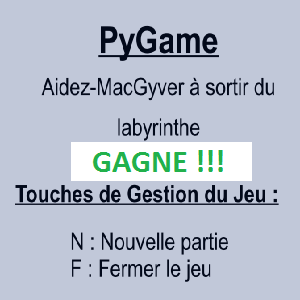 PyGame
Aidez-MacGyver à sortir du
labyrinthe
GAGNE !!!
Touches de Gestion du Jeu :
N : Nouvelle partie
F : Fermer le jeu